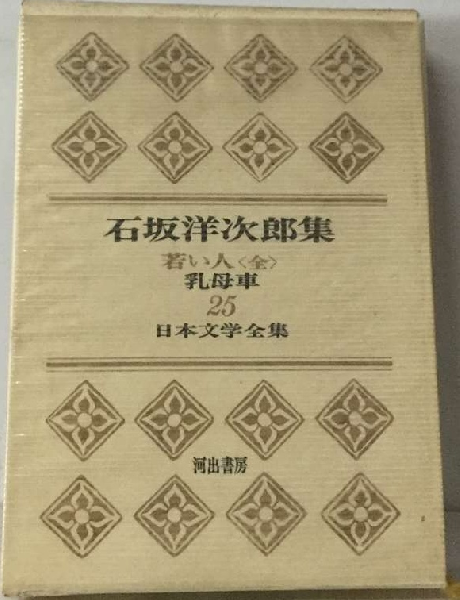 石坂洋次郎集
若い人〈全〉
乳母車
25
日本文学全集
河出書房